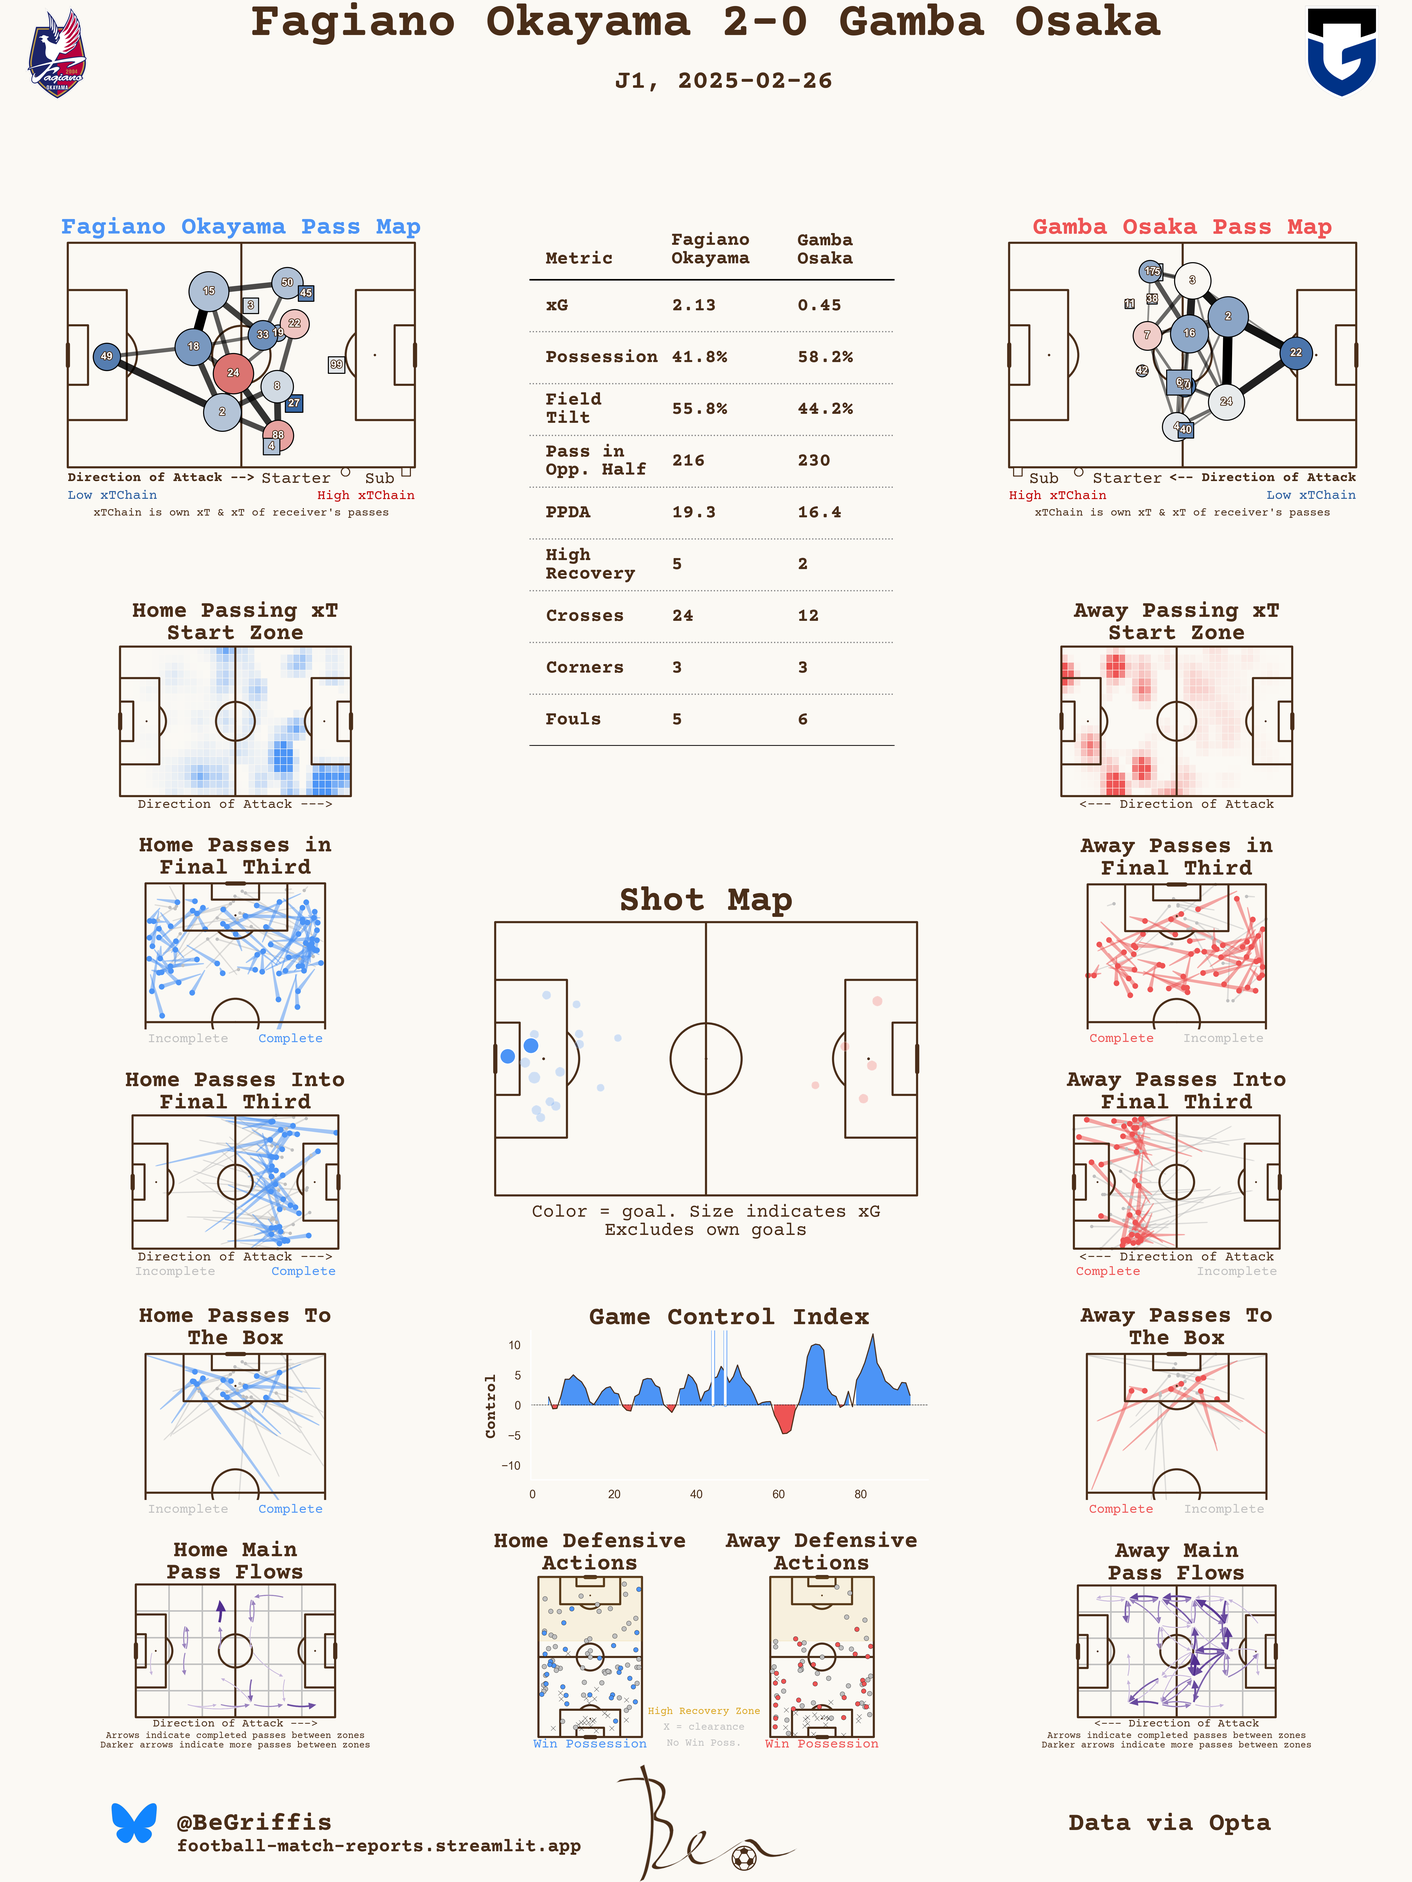 Fagiano Okayama 2-0 Gamba Osaka
J1, 2025-02-26
Fagiano
OKAYAMA
Fagiano Okayama Pass Map
15
50
45
3
22
33
19
18
49
24
8
27
2
88
4
99
Direction of Attack --> Starter Sub
Low xTChain High xTChain
xTChain is own xT & xT of receiver's passes
Metric Fagiano Okayama Gamba Osaka
xG 2.13 0.45
Possession 41.8% 58.2%
Field Tilt 55.8% 44.2%
Pass in Opp. Half 216 230
PPDA 19.3 16.4
High Recovery 5 2
Crosses 24 12
Corners 3 3
Fouls 5 6
Gamba Osaka Pass Map
17
3
11
38
2
7
16
22
42
6
24
4
40
Sub Starter <-- Direction of Attack
High xTChain Low xTChain
xTChain is own xT & xT of receiver's passes
Home Passing xT
Start Zone
Direction of Attack --->
Away Passing xT
Start Zone
<--- Direction of Attack
Home Passes in
Final Third
Incomplete Complete
Away Passes in
Final Third
Complete Incomplete
Shot Map
Color = goal. Size indicates xG
Excludes own goals
Home Passes Into
Final Third
Direction of Attack --->
Incomplete Complete
Away Passes Into
Final Third
<--- Direction of Attack
Complete Incomplete
Home Passes To
The Box
Incomplete Complete
Game Control Index
Control
10
5
0
−5
−10
0 20 40 60 80
Away Passes To
The Box
Complete Incomplete
Home Main
Pass Flows
Direction of Attack --->
Arrows indicate completed passes between zones
Darker arrows indicate more passes between zones
Home Defensive
Actions
Win Possession
Away Defensive
Actions
Win Possession
High Recovery Zone
X = clearance
No Win Poss.
Away Main
Pass Flows
<--- Direction of Attack
Arrows indicate completed passes between zones
Darker arrows indicate more passes between zones
@BeGriffis
football-match-reports.streamlit.app
Ben
Data via Opta